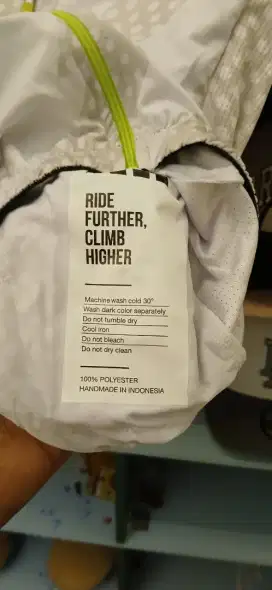 RIDE
FURTHER,
CLIMB
HIGHER
Machine wash cold 30°
Wash dark color separately
Do not tumble dry
Cool iron
Do not bleach
Do not dry clean
100% POLYESTER
HANDMADE IN INDONESIA